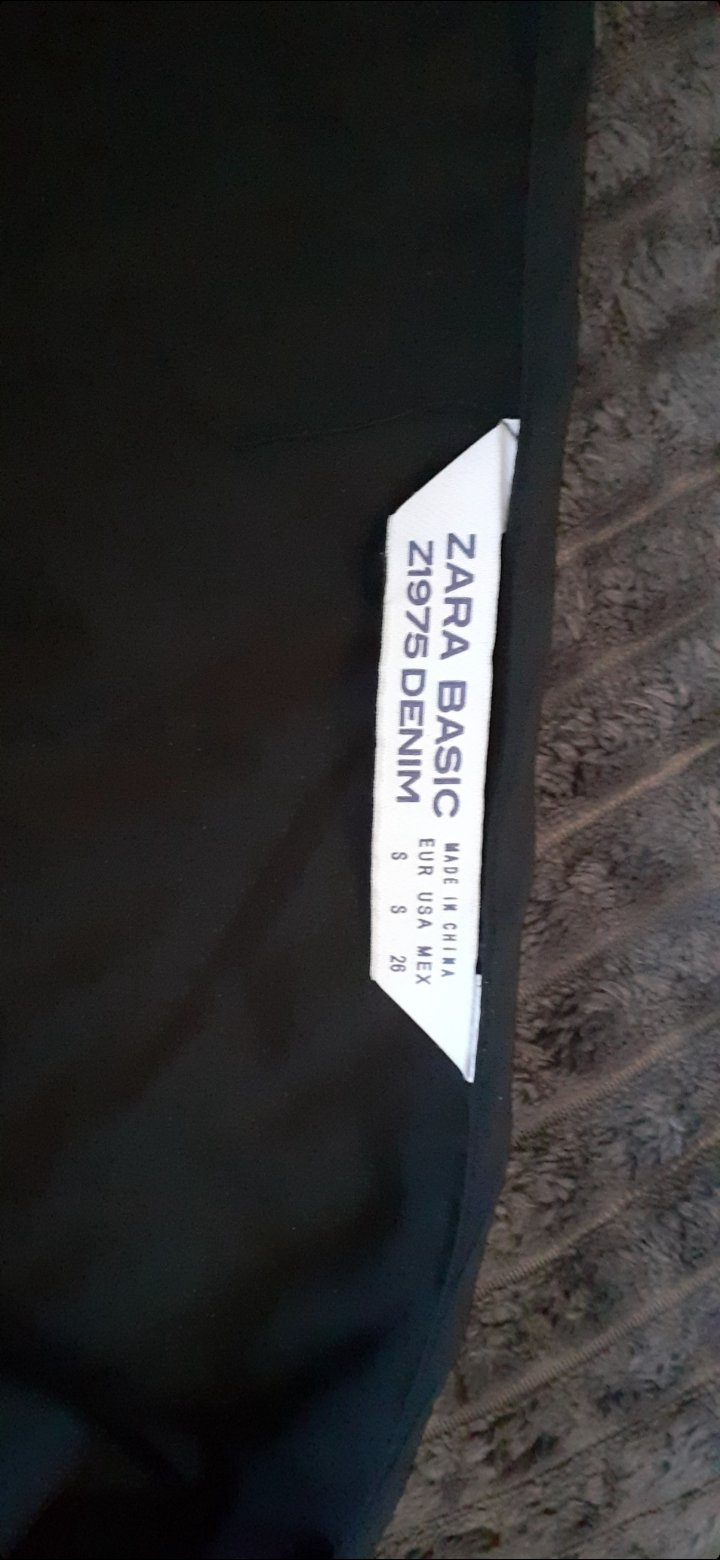 ZARA BASIC
Z1975 DENIM
MADE IN CHINA
EUR USA MEX
S S 26